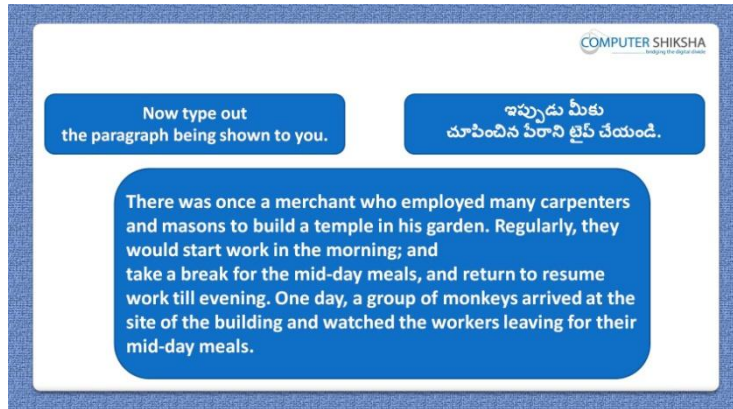 COMPUTER SHIKSHA
bridging the digital divide
Now type out
the paragraph being shown to you.
ఇప్పుడు మీకు
చూపించిన పేరాని టైప్ చేయండి.
There was once a merchant who employed many carpenters
and masons to build a temple in his garden. Regularly, they
would start work in the morning; and
take a break for the mid-day meals, and return to resume
work till evening. One day, a group of monkeys arrived at the
site of the building and watched the workers leaving for their
mid-day meals.